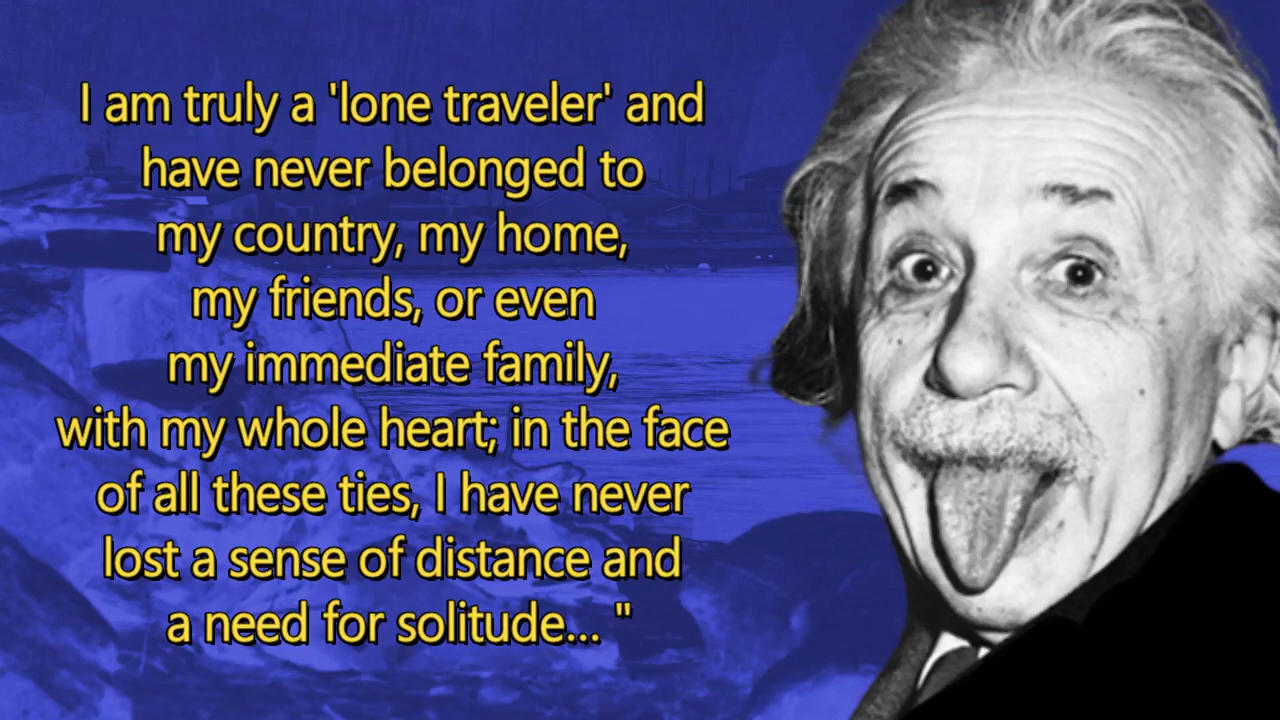 I am truly a 'lone traveler' and
have never belonged to
my country, my home,
my friends, or even
my immediate family,
with my whole heart; in the face
of all these ties, I have never
lost a sense of distance and
a need for solitude... "